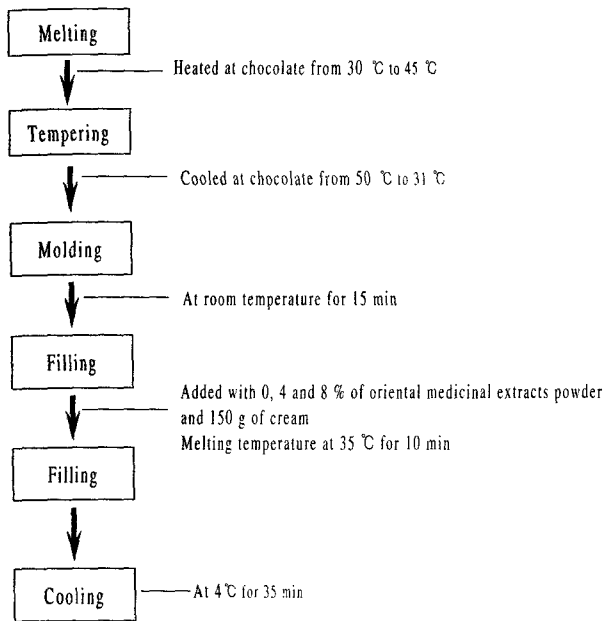 Melting
Heated at chocolate from 30 ℃ to 45 ℃
Tempering
Cooled at chocolate from 50 ℃ to 31 ℃
Molding
At room temperature for 15 min
Filling
Added with 0, 4 and 8 % of oriental medicinal extracts powder
and 150 g of cream
Melting temperature at 35 ℃ for 10 min
Filling
Cooling
At 4℃ for 35 min